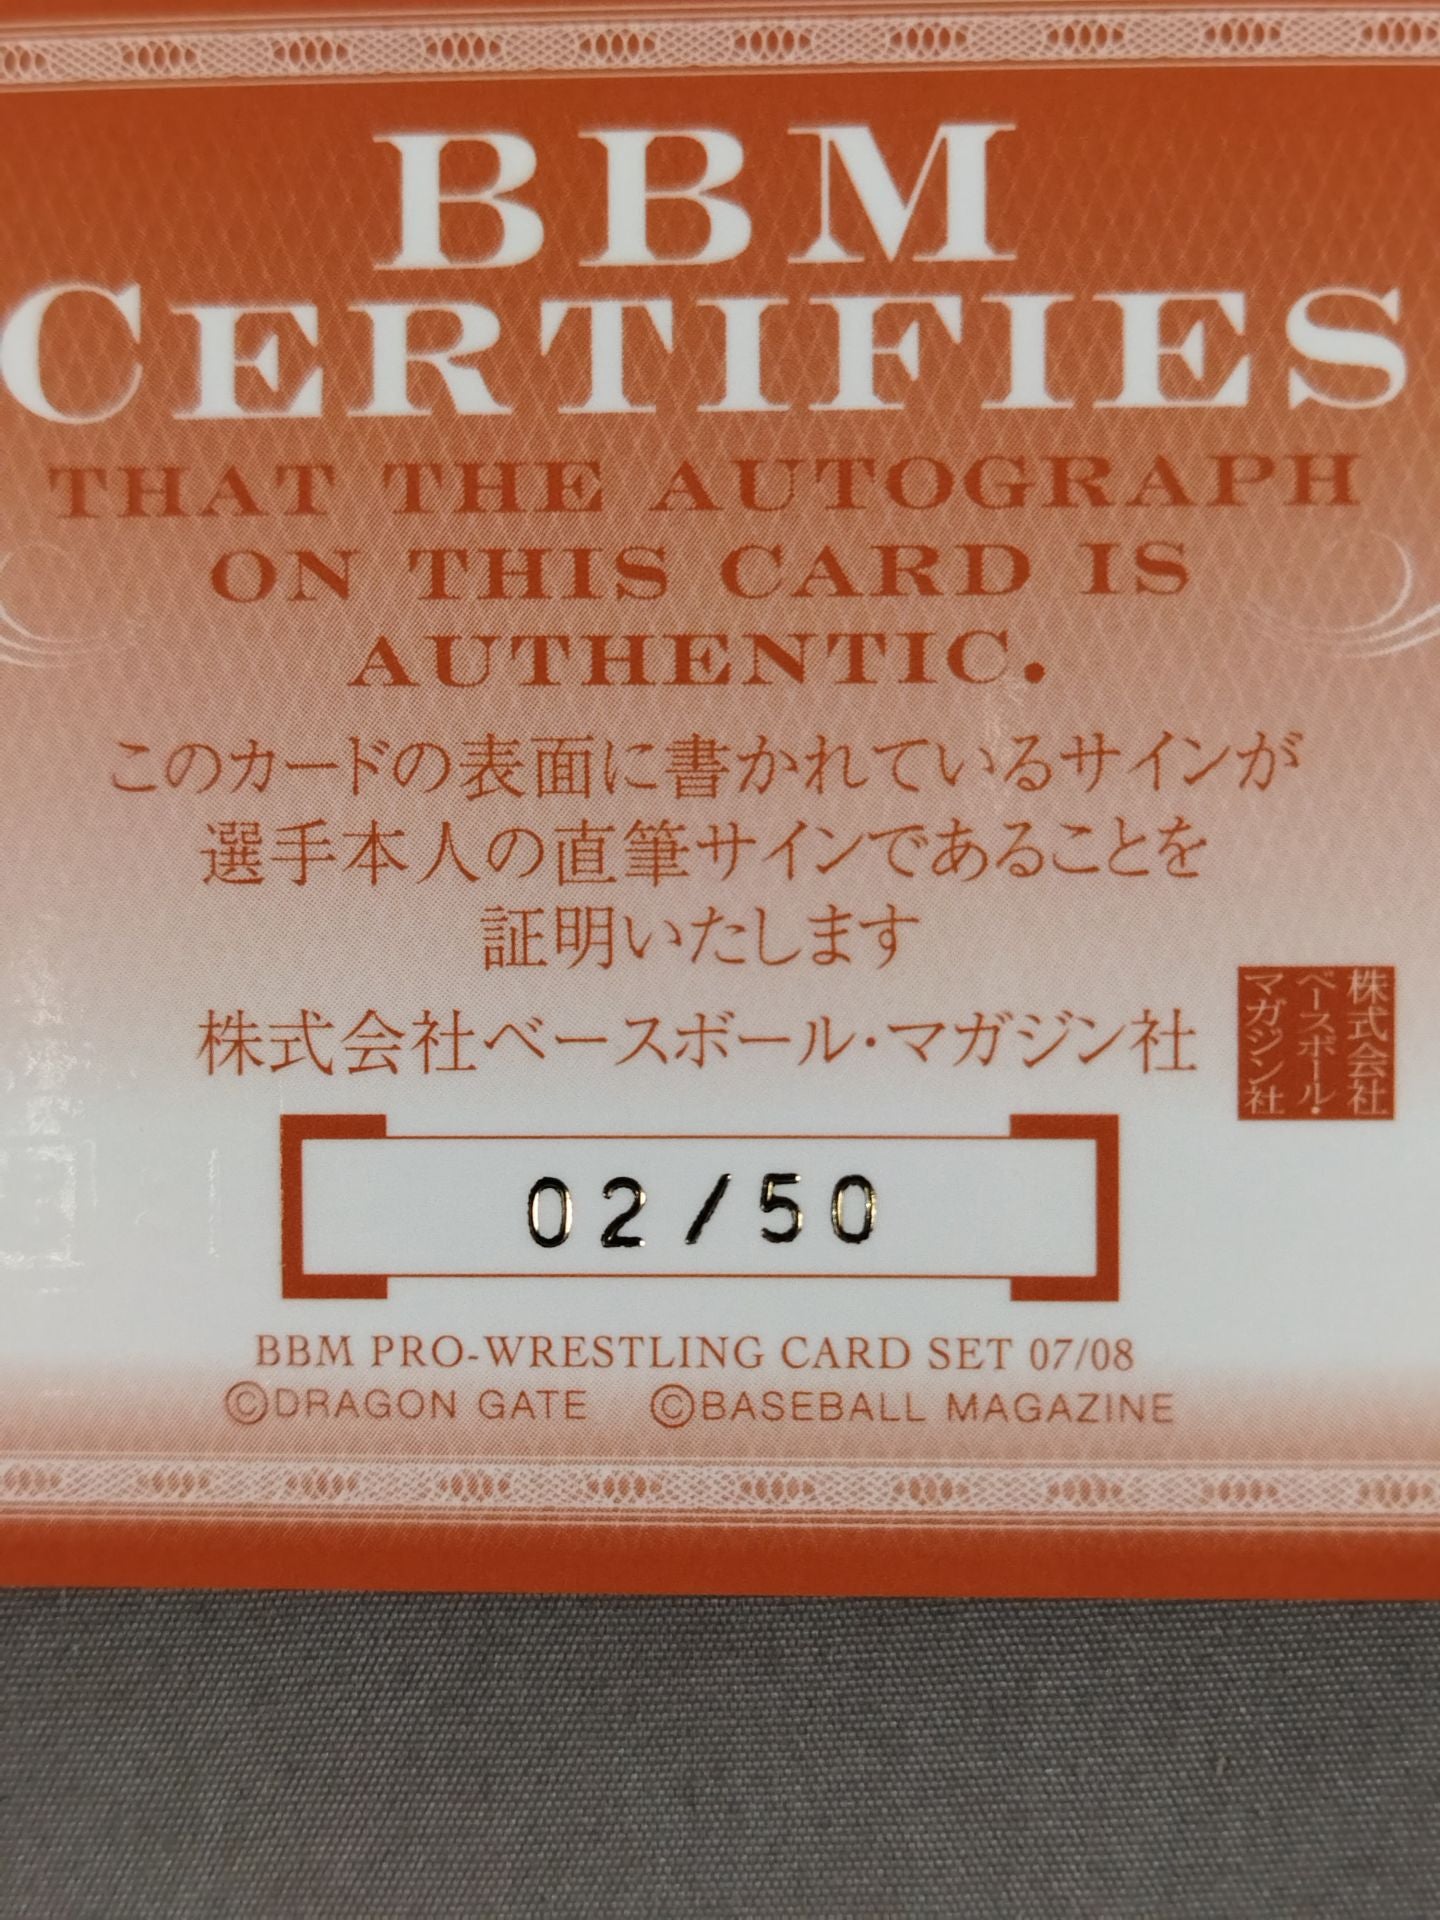 BBM
CERTIFIES
THAT THE AUTOGRAPH
ON THIS CARD IS
AUTHENTIC.
このカードの表面に書かれているサインが
選手本人の直筆サインであることを
証明いたします
株式会社ベースボール・マガジン社
株式会社
ベースボール・
マガジン社
02/50
BBM PRO-WRESTLING CARD SET 07/08
©DRAGON GATE ©BASEBALL MAGAZINE